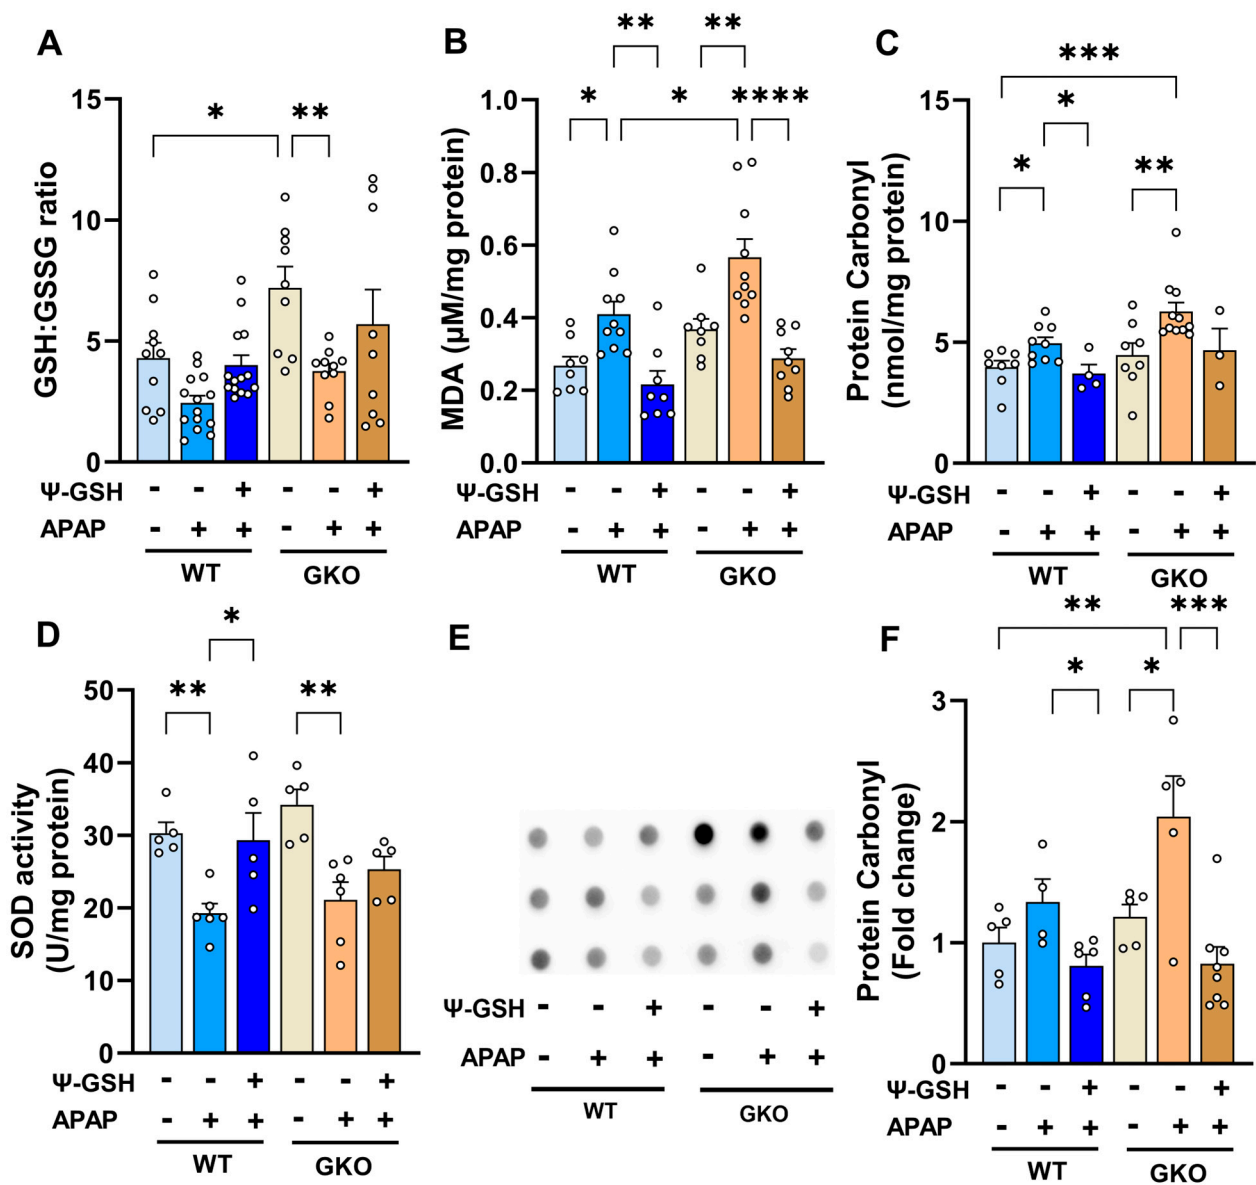 A
*
**
GSH:GSSG ratio
15
10
5
0
Ψ-GSH - - + - - +
APAP - + + - + +
WT GKO
B
** **
* * ****
MDA (µM/mg protein)
1.0
0.8
0.6
0.4
0.2
0.0
Ψ-GSH - - + - - +
APAP - + + - + +
WT GKO
C
***
*
* **
Protein Carbonyl
(nmol/mg protein)
15
10
5
0
Ψ-GSH - - + - - +
APAP - + + - + +
WT GKO
D
*
** **
SOD activity
(U/mg protein)
50
40
30
20
10
0
Ψ-GSH - - + - - +
APAP - + + - + +
WT GKO
E
Ψ-GSH - - + - - +
APAP - + + - + +
WT GKO
F
** ***
* *
Protein Carbonyl
(Fold change)
3
2
1
0
Ψ-GSH - - + - - +
APAP - + + - + +
WT GKO